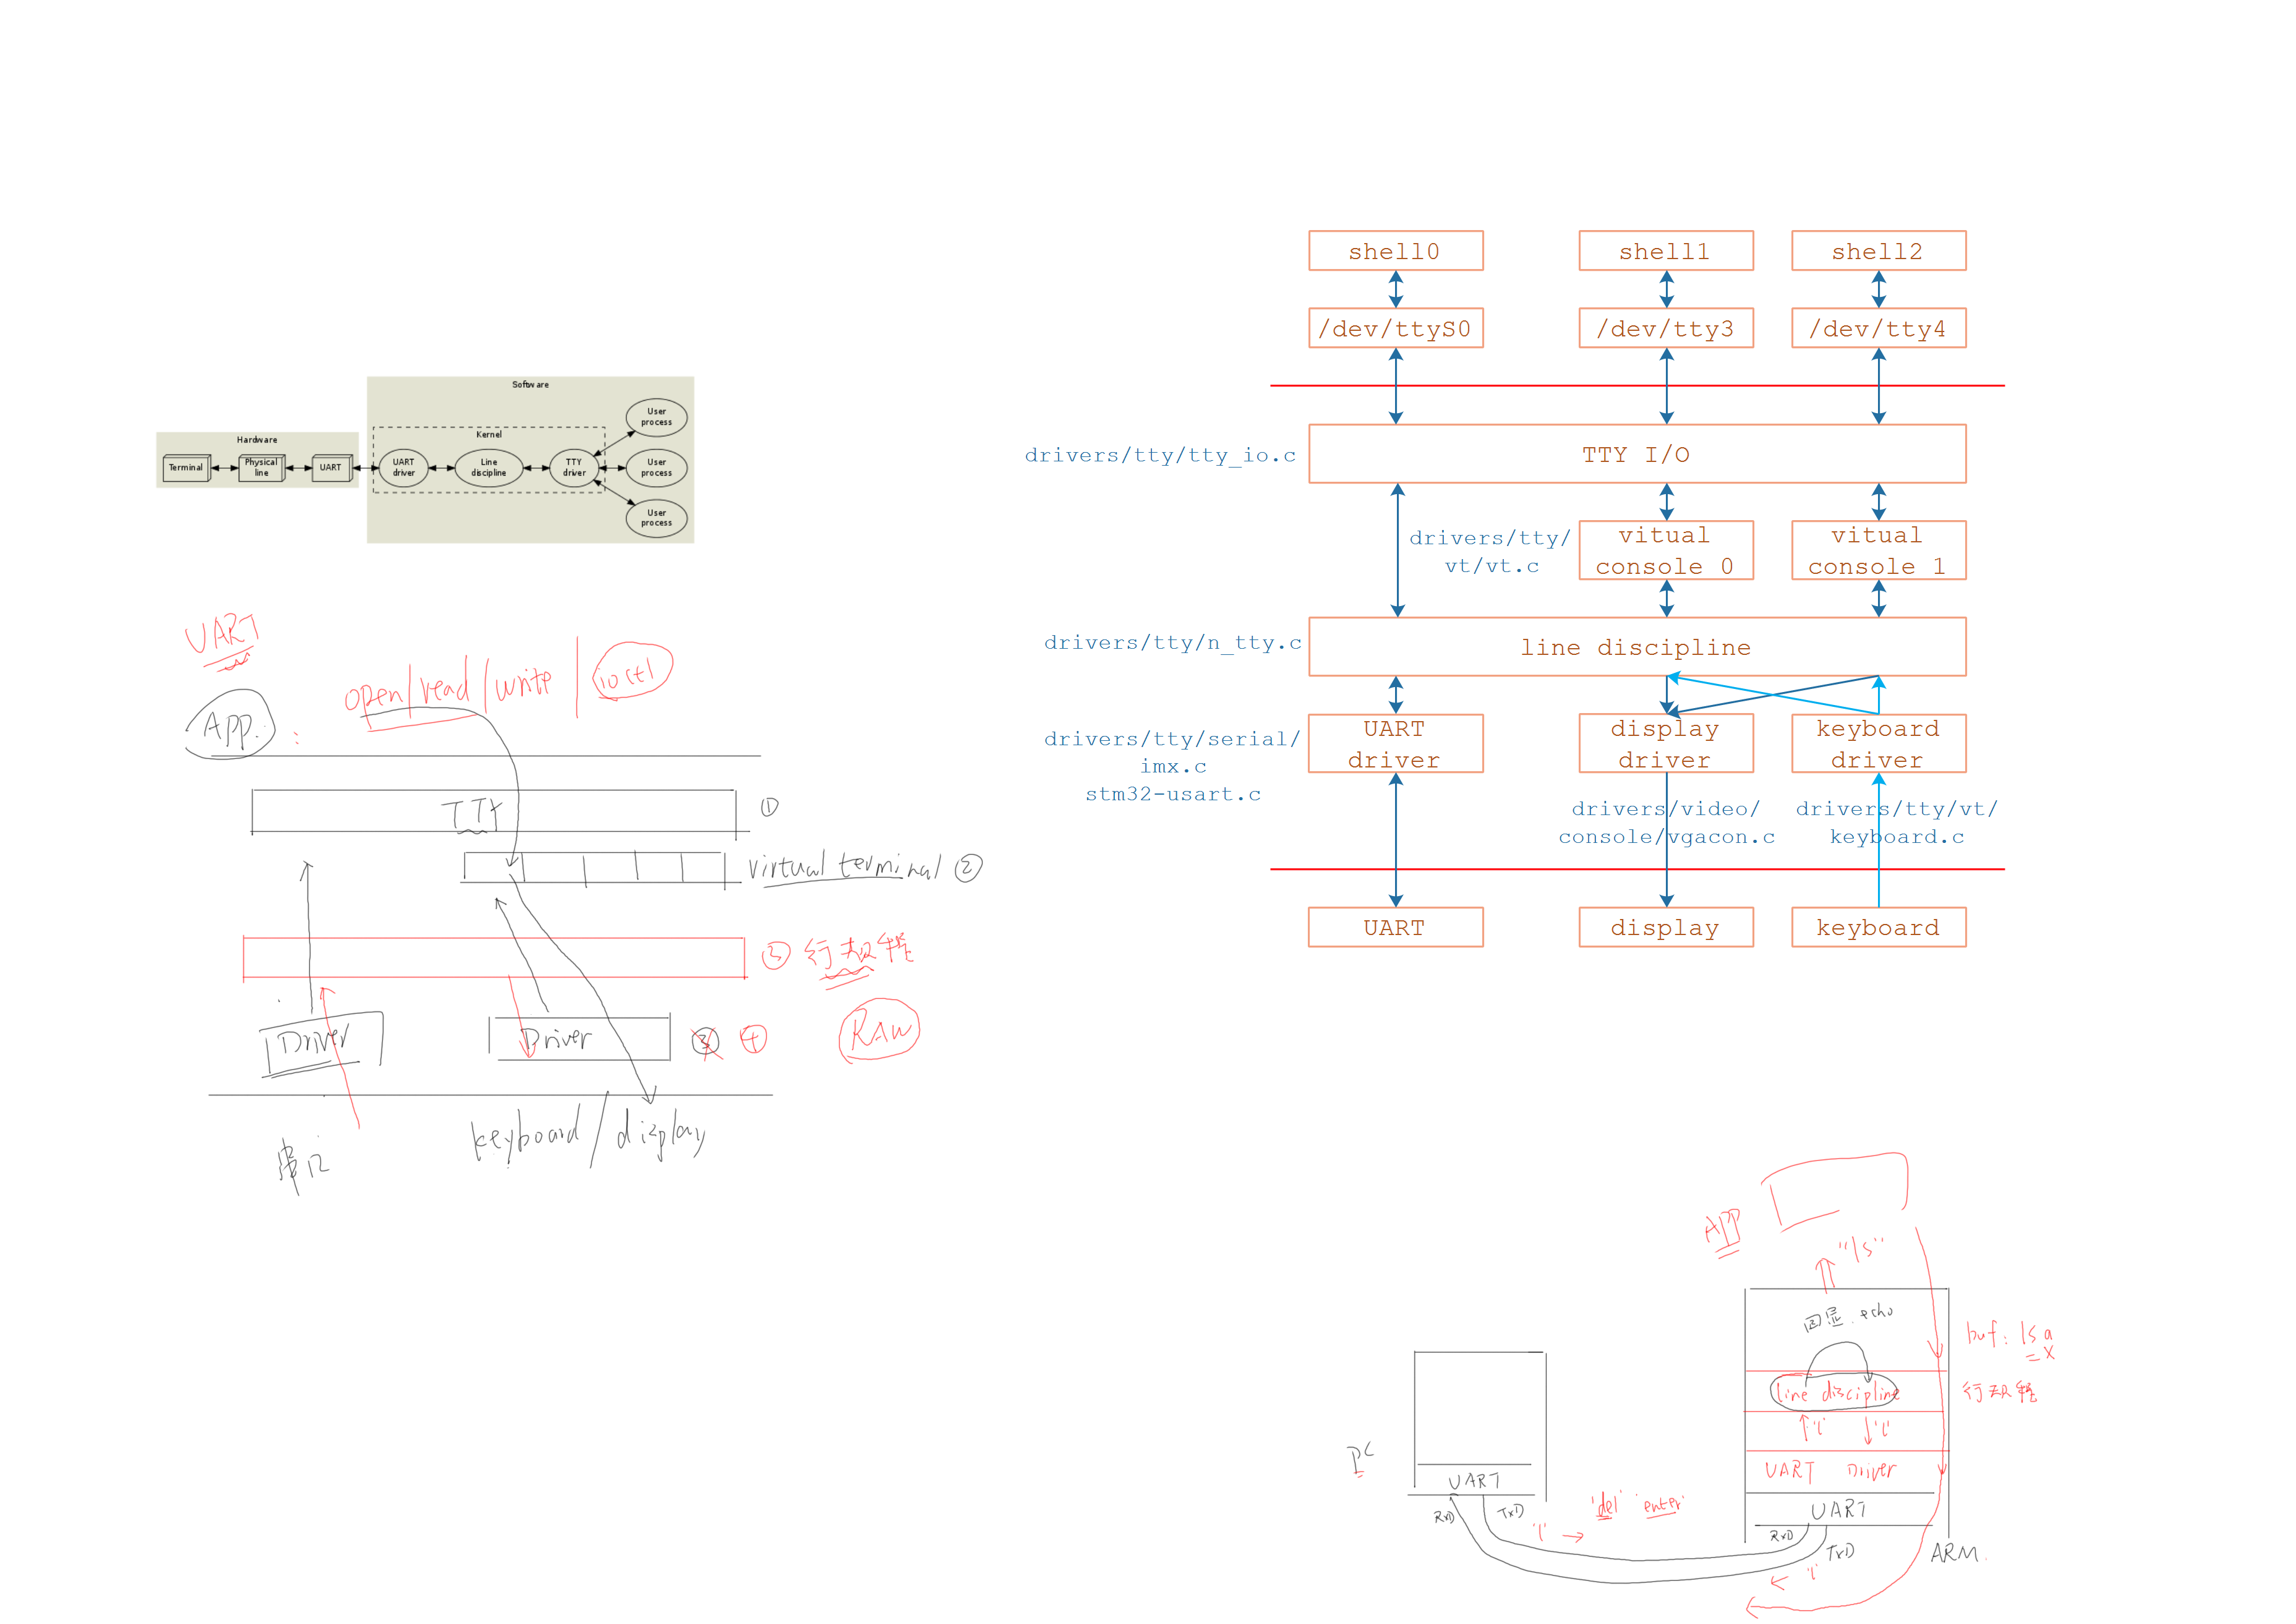 Software
Hardware
Kernel
Terminal
Physical
line
UART
UART
driver
Line
discipline
TTY
driver
User
process
User
process
User
process
shell0
shell1
shell2
/dev/ttyS0
/dev/tty3
/dev/tty4
drivers/tty/tty_io.c
TTY I/O
drivers/tty/
vt/vt.c
vitual
console 0
vitual
console 1
drivers/tty/n_tty.c
line discipline
drivers/tty/serial/
imx.c
stm32-usart.c
UART
driver
display
driver
keyboard
driver
drivers/video/
console/vgacon.c
drivers/tty/vt/
keyboard.c
UART
display
keyboard
UART
open/read/write/ioctl
App:
TTY ①
virtual terminal ②
③ 行规程
Driver
Driver ③ ④
RAW
串口
keyboard/display
APP
"ls"
回显 echo
buf: lsa
= x
line discipline
行规程
'l' 'l'
UART Driver
PC
UART
RxD
TxD
'l' →
'del' 'enter'
UART
RxD
TxD
ARM
← 'l'